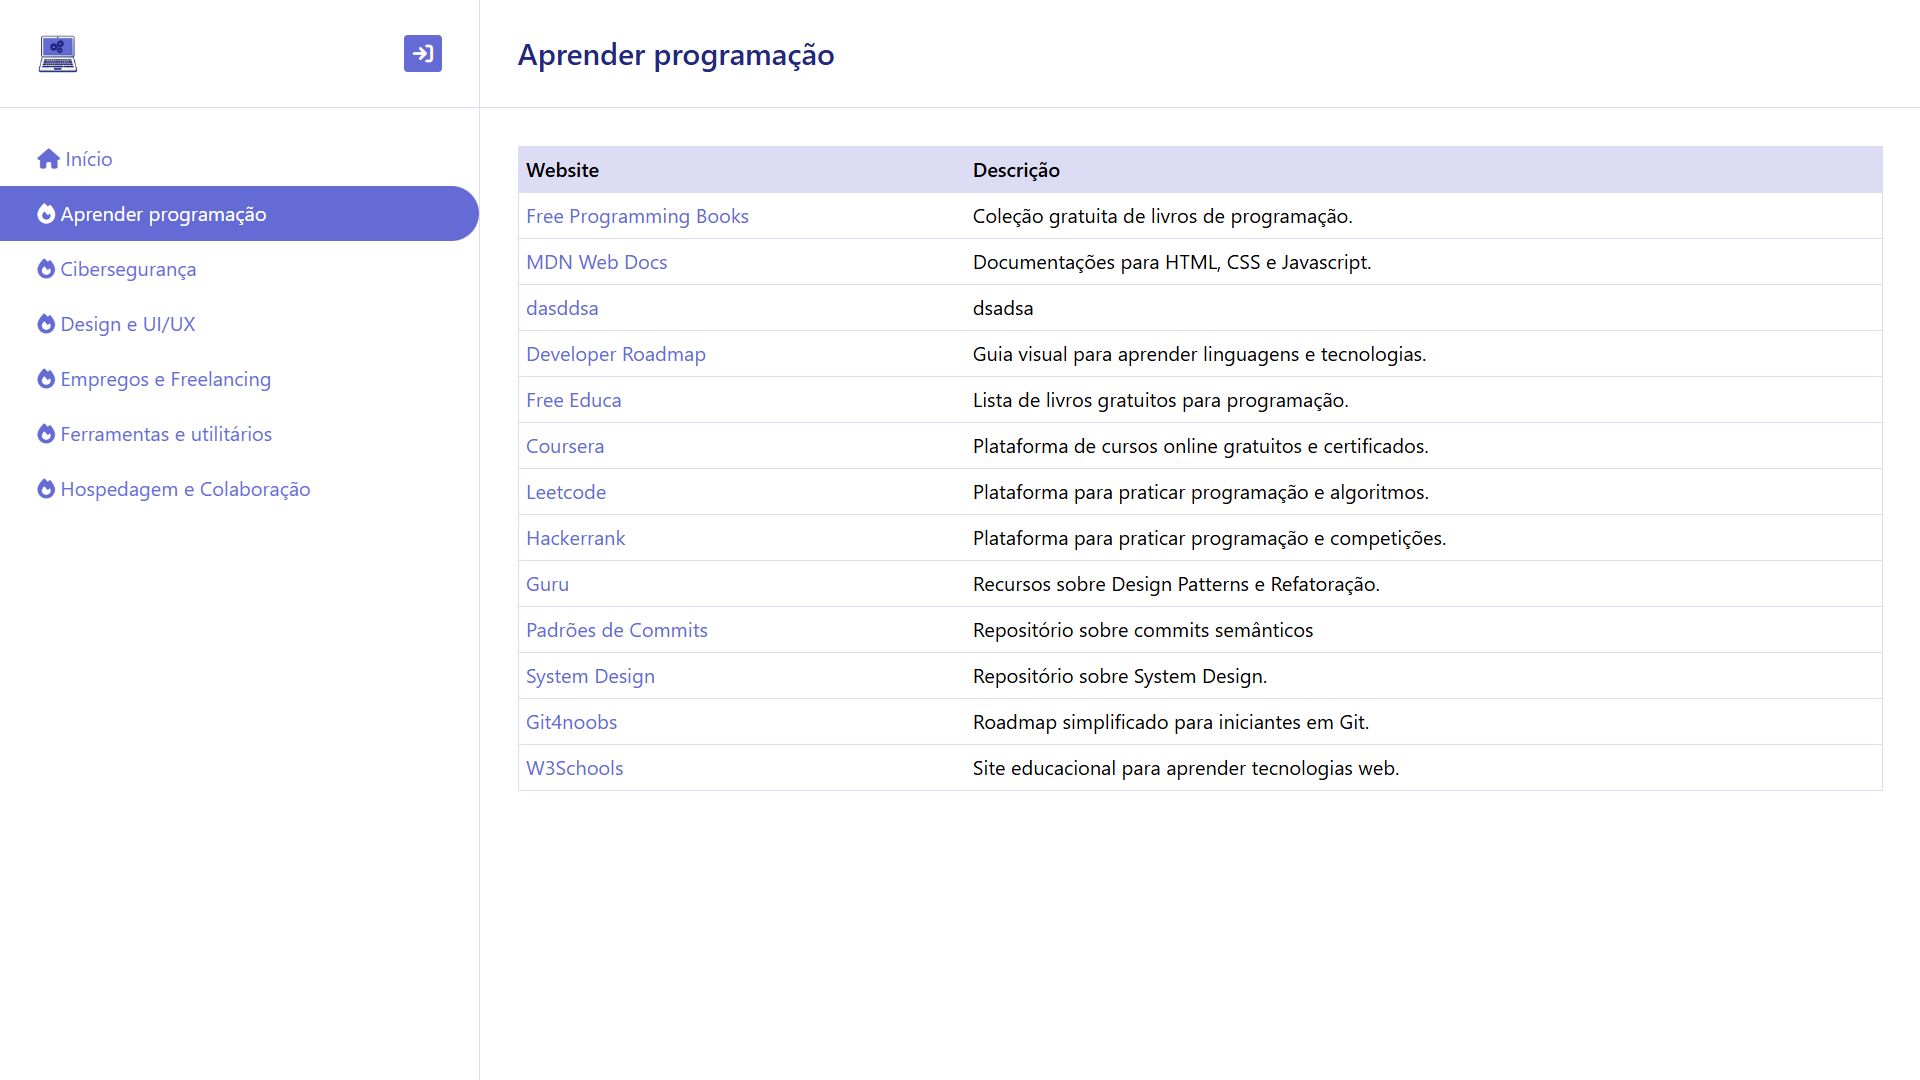 Aprender programação
Início
Aprender programação
Cibersegurança
Design e UI/UX
Empregos e Freelancing
Ferramentas e utilitários
Hospedagem e Colaboração
Website Descrição
Free Programming Books Coleção gratuita de livros de programação.
MDN Web Docs Documentações para HTML, CSS e Javascript.
dasddsa dsadsa
Developer Roadmap Guia visual para aprender linguagens e tecnologias.
Free Educa Lista de livros gratuitos para programação.
Coursera Plataforma de cursos online gratuitos e certificados.
Leetcode Plataforma para praticar programação e algoritmos.
Hackerrank Plataforma para praticar programação e competições.
Guru Recursos sobre Design Patterns e Refatoração.
Padrões de Commits Repositório sobre commits semânticos
System Design Repositório sobre System Design.
Git4noobs Roadmap simplificado para iniciantes em Git.
W3Schools Site educacional para aprender tecnologias web.